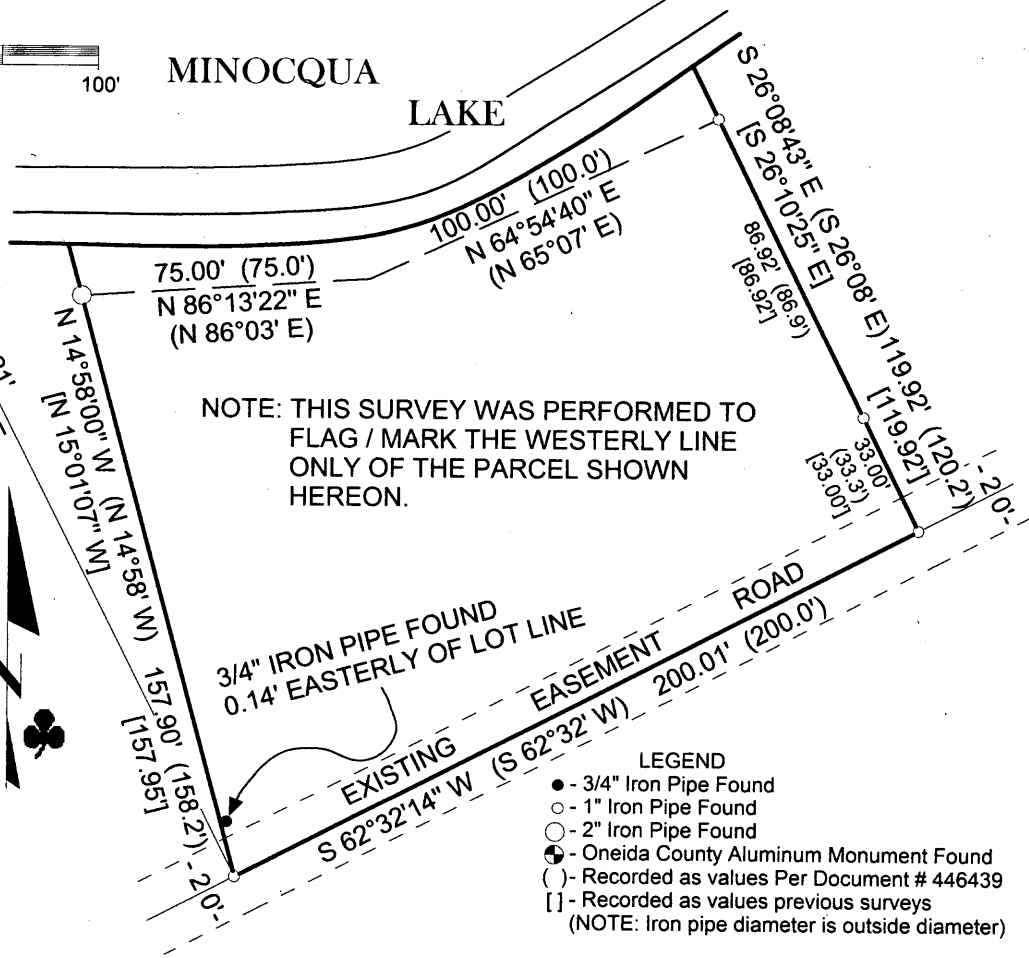 100'
MINOCQUA
LAKE
S 26°08'43" E (S 26°08' E) 119.92' (120.2') - 2.0'-
[S 26°10'25" E]
[119.92']
100.00' (100.0')
N 64°54'40" E
(N 65°07' E)
75.00' (75.0')
N 86°13'22" E
(N 86°03' E)
86.92' (86.9')
[86.92']
33.00'
(33.3')
[33.00']
N 14°58'00" W (N 14°58' W) 157.90' (158.2') - 2.0'-
[N 15°01'07" W]
[157.95']
NOTE: THIS SURVEY WAS PERFORMED TO
FLAG / MARK THE WESTERLY LINE
ONLY OF THE PARCEL SHOWN
HEREON.
3/4" IRON PIPE FOUND
0.14' EASTERLY OF LOT LINE
EXISTING EASEMENT ROAD
S 62°32'14" W (S 62°32' W) 200.01' (200.0')
LEGEND
- 3/4" Iron Pipe Found
- 1" Iron Pipe Found
- 2" Iron Pipe Found
- Oneida County Aluminum Monument Found
( )- Recorded as values Per Document # 446439
[ ] - Recorded as values previous surveys
(NOTE: Iron pipe diameter is outside diameter)